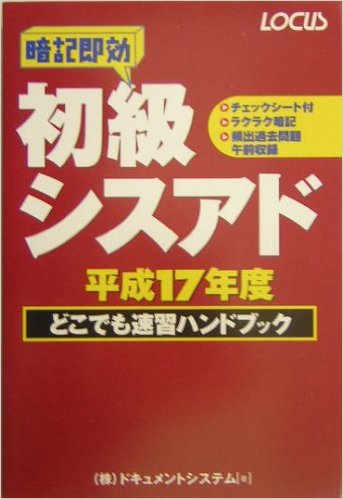 LOCUS
暗記即効
初級
シスアド
チェックシート付
ラクラク暗記
頻出過去問題
午前収録
平成17年度
どこでも速習ハンドブック
(株)ドキュメントシステム[著]